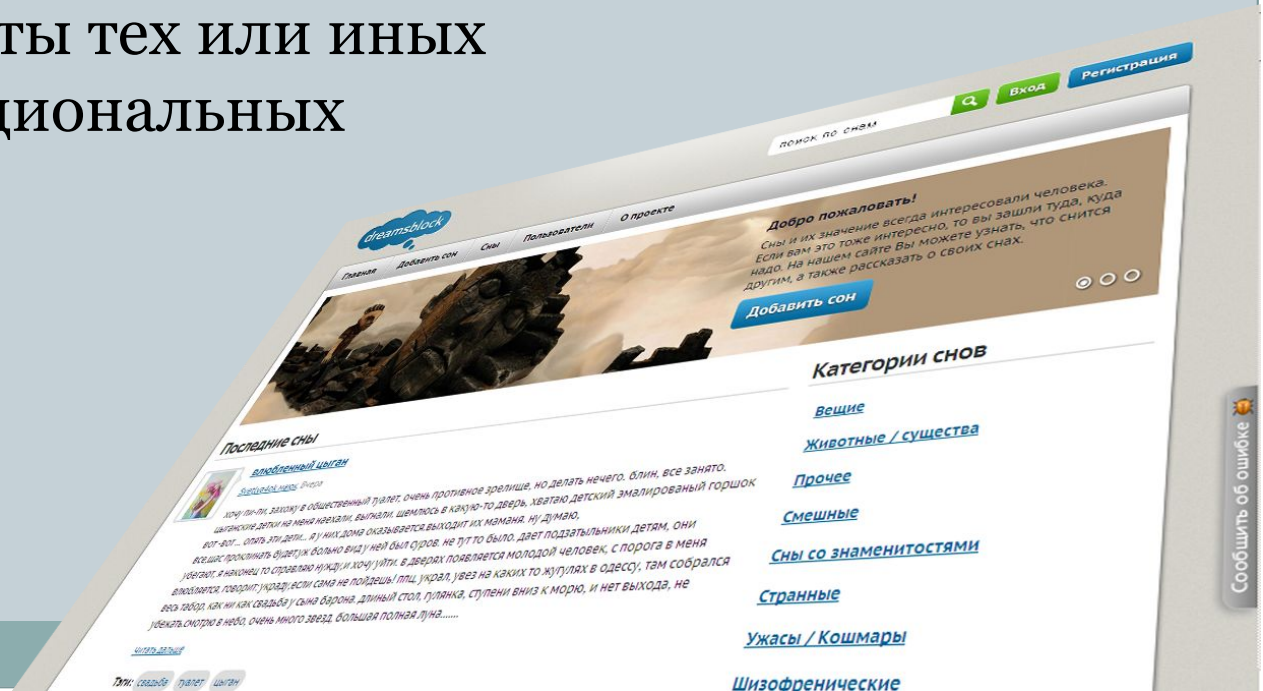 ты тех или иных
циональных
поиск по снам
Вход
Регистрация
dreamsblock
Главная
Добавить сон
Сны
Пользователи
О проекте
Добро пожаловать!
Сны и их значение всегда интересовали человека.
Если вам это тоже интересно, то вы зашли туда, куда
надо. На нашем сайте Вы можете узнать, что снится
другим, а также рассказать о своих снах.
Добавить сон
Последние сны
влюбленный цыган
Вчера
хочу пи-пи, захожу в общественный туалет, очень противное зрелище, но делать нечего. блин, все занято.
цыганские детки на меня наехали, выгнали. шемлюсь в какую-то дверь, хватаю детский эмалированый горшок
вот-вот... опять эти дети... я у них дома оказывается,выходит их маманя. ну думаю,
все,щас проклинать будет,уж больно вид у ней был суров. не тут то было. дает подзатыльники детям, они
убегают, я наконец то справляю нужду,и хочу уйти. в дверях появляется молодой человек, с порога в меня
влюбляется, говорит: украду,если сама не пойдешь! ппц, украл, увез на каких то жугулях в одессу, там собрался
весь табор, как ни как свадьба у сына барона. длиный стол, гулянка, ступени вниз к морю, и нет выхода, не
убежать.смотрю в небо, очень много звезд, большая полная луна.......
читать дальше
Тэги: свадьба туалет цыган
Категории снов
Вещие
Животные / существа
Прочее
Смешные
Сны со знаменитостями
Странные
Ужасы / Кошмары
Шизофренические
Сообщить об ошибке